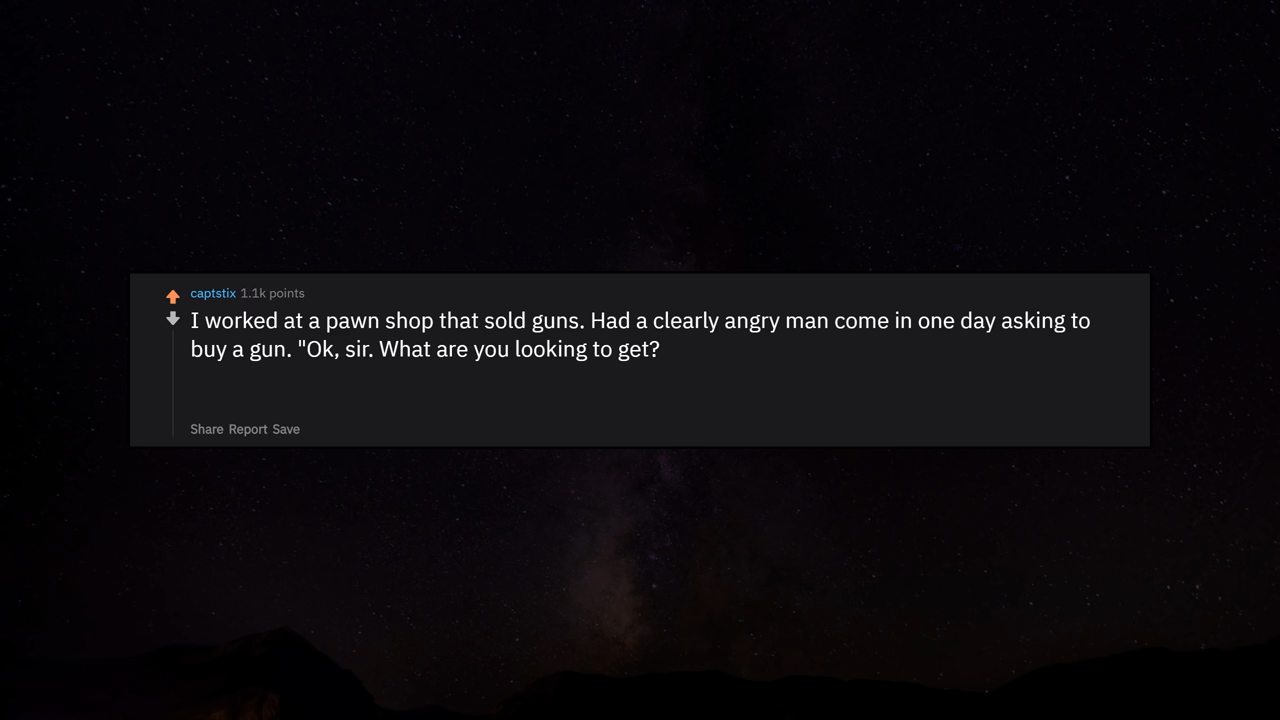 captstix 1.1k points
I worked at a pawn shop that sold guns. Had a clearly angry man come in one day asking to
buy a gun. "Ok, sir. What are you looking to get?
Share Report Save